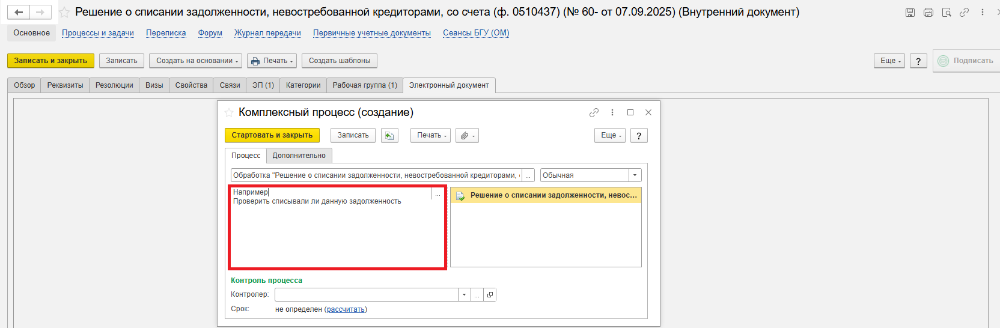 Решение о списании задолженности, невостребованной кредиторами, со счета (ф. 0510437) (№ 60- от 07.09.2025) (Внутренний документ)
Основное Процессы и задачи Переписка Форум Журнал передачи Первичные учетные документы Сеансы БГУ (ОМ)
Записать и закрыть Записать Создать на основании Печать Создать шаблоны Еще ? Подписать
Обзор Реквизиты Резолюции Визы Свойства Связи ЭП (1) Категории Рабочая группа (1) Электронный документ
Комплексный процесс (создание)
Стартовать и закрыть Записать Печать Еще ?
Процесс Дополнительно
Обработка "Решение о списании задолженности, невостребованной кредиторами, ... Обычная
Например ... Решение о списании задолженности, невос...
Проверить списывали ли данную задолженность
Контроль процесса
Контролер: ...
Срок: не определен (рассчитать)